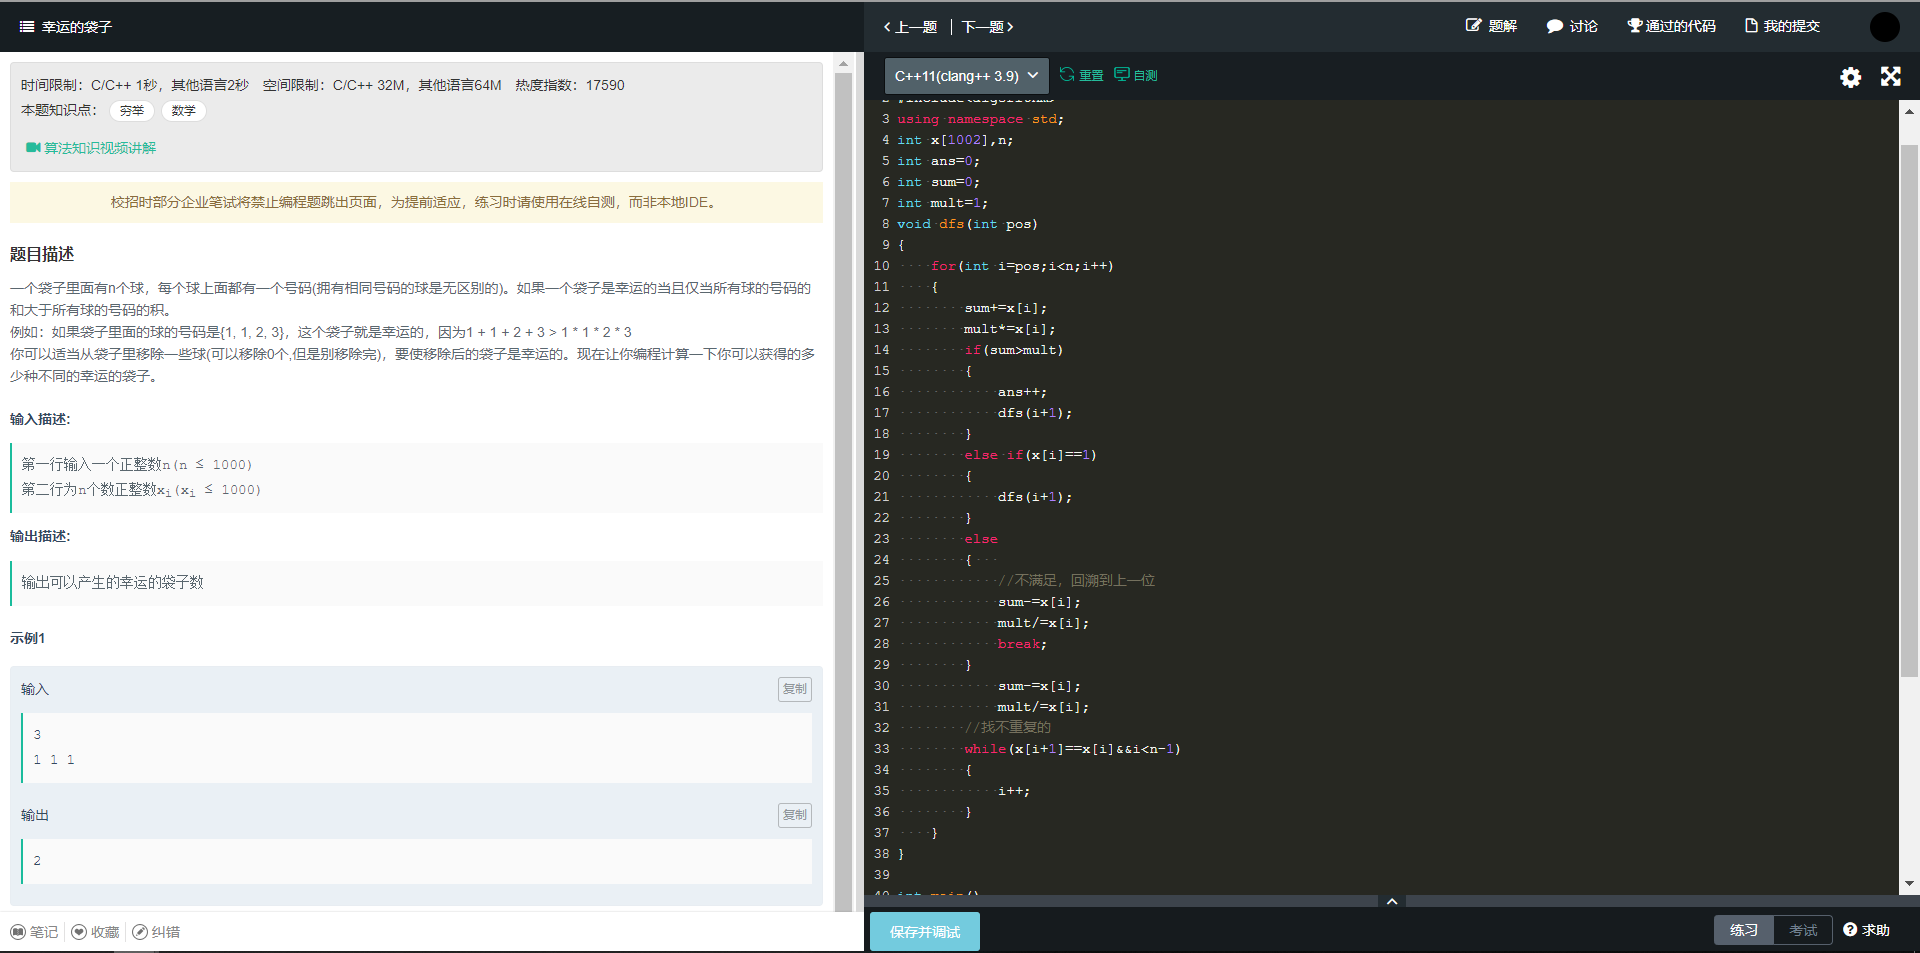 幸运的袋子
上一题 | 下一题
题解 讨论 通过的代码 我的提交
时间限制：C/C++ 1秒，其他语言2秒 空间限制：C/C++ 32M，其他语言64M 热度指数：17590
本题知识点： 穷举 数学
算法知识视频讲解
校招时部分企业笔试将禁止编程题跳出页面，为提前适应，练习时请使用在线自测，而非本地IDE。
题目描述
一个袋子里面有n个球，每个球上面都有一个号码(拥有相同号码的球是无区别的)。如果一个袋子是幸运的当且仅当所有球的号码的
和大于所有球的号码的积。
例如：如果袋子里面的球的号码是{1, 1, 2, 3}，这个袋子就是幸运的，因为1 + 1 + 2 + 3 > 1 * 1 * 2 * 3
你可以适当从袋子里移除一些球(可以移除0个,但是别移除完)，要使移除后的袋子是幸运的。现在让你编程计算一下你可以获得的多
少种不同的幸运的袋子。
输入描述:
第一行输入一个正整数n(n ≤ 1000)
第二行为n个数正整数xi(xi ≤ 1000)
输出描述:
输出可以产生的幸运的袋子数
示例1
输入
复制
3
1 1 1
输出
复制
2
笔记 收藏 纠错
C++11(clang++ 3.9) 重置 自测
3 using namespace std;
4 int x[1002],n;
5 int ans=0;
6 int sum=0;
7 int mult=1;
8 void dfs(int pos)
9 {
10 for(int i=pos;i<n;i++)
11 {
12 sum+=x[i];
13 mult*=x[i];
14 if(sum>mult)
15 {
16 ans++;
17 dfs(i+1);
18 }
19 else if(x[i]==1)
20 {
21 dfs(i+1);
22 }
23 else
24 {
25 //不满足，回溯到上一位
26 sum-=x[i];
27 mult/=x[i];
28 break;
29 }
30 sum-=x[i];
31 mult/=x[i];
32 //找不重复的
33 while(x[i+1]==x[i]&&i<n-1)
34 {
35 i++;
36 }
37 }
38 }
39
40 int main()
保存并调试
练习 考试 求助